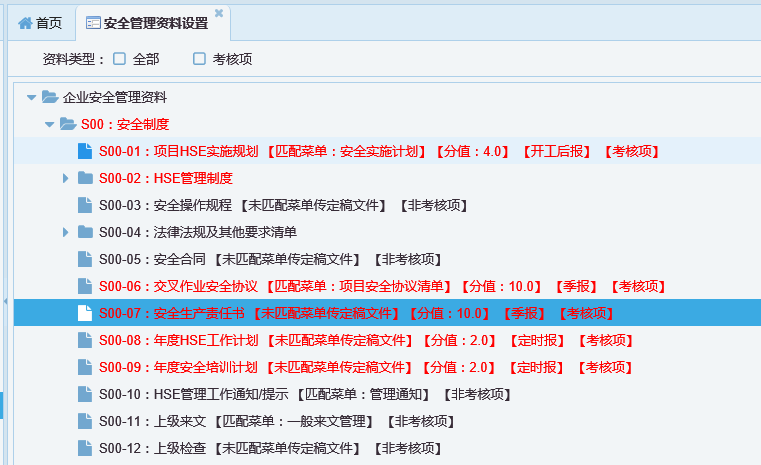 首页 安全管理资料设置
资料类型： 全部 考核项
企业安全管理资料
S00：安全制度
S00-01：项目HSE实施规划 【匹配菜单：安全实施计划】【分值：4.0】 【开工后报】 【考核项】
S00-02：HSE管理制度
S00-03：安全操作规程 【未匹配菜单传定稿文件】 【非考核项】
S00-04：法律法规及其他要求清单
S00-05：安全合同 【未匹配菜单传定稿文件】 【非考核项】
S00-06：交叉作业安全协议 【匹配菜单：项目安全协议清单】【分值：10.0】 【季报】 【考核项】
S00-07：安全生产责任书 【未匹配菜单传定稿文件】【分值：10.0】 【季报】 【考核项】
S00-08：年度HSE工作计划 【未匹配菜单传定稿文件】【分值：2.0】 【定时报】 【考核项】
S00-09：年度安全培训计划 【未匹配菜单传定稿文件】【分值：2.0】 【定时报】 【考核项】
S00-10：HSE管理工作通知/提示 【匹配菜单：管理通知】 【非考核项】
S00-11：上级来文 【匹配菜单：一般来文管理】 【非考核项】
S00-12：上级检查 【未匹配菜单传定稿文件】 【非考核项】